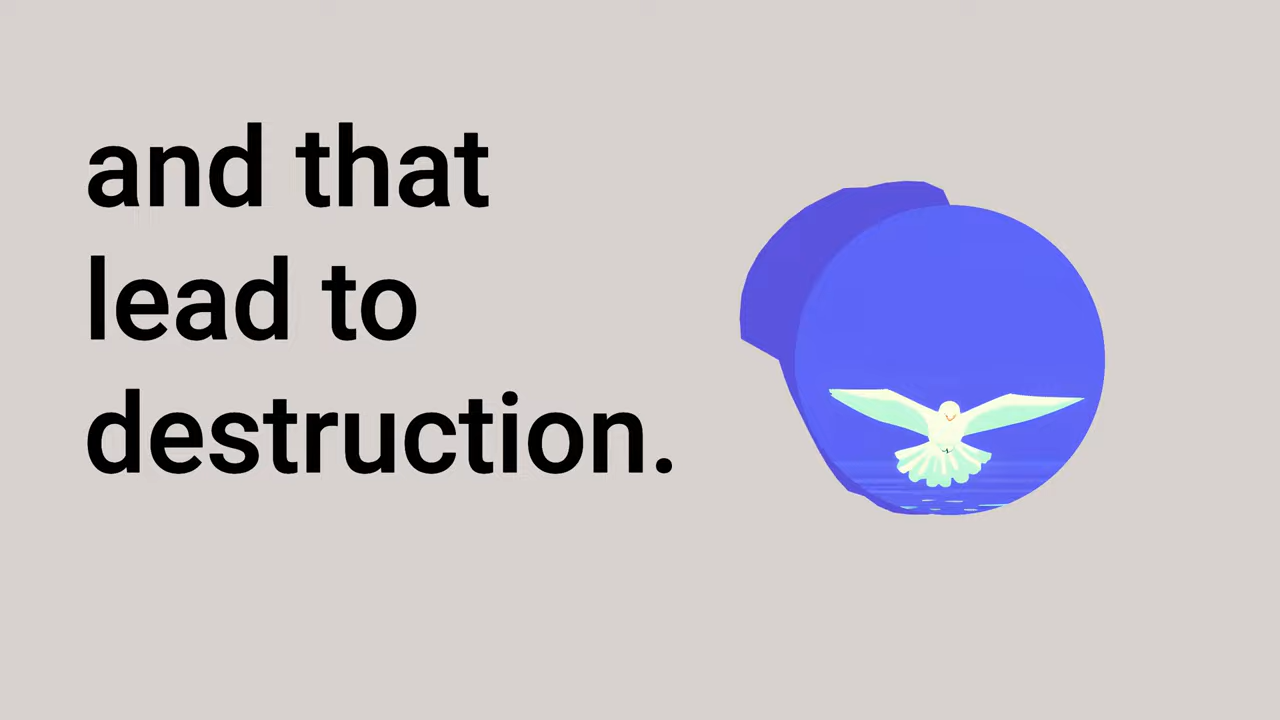 and that
lead to
destruction.